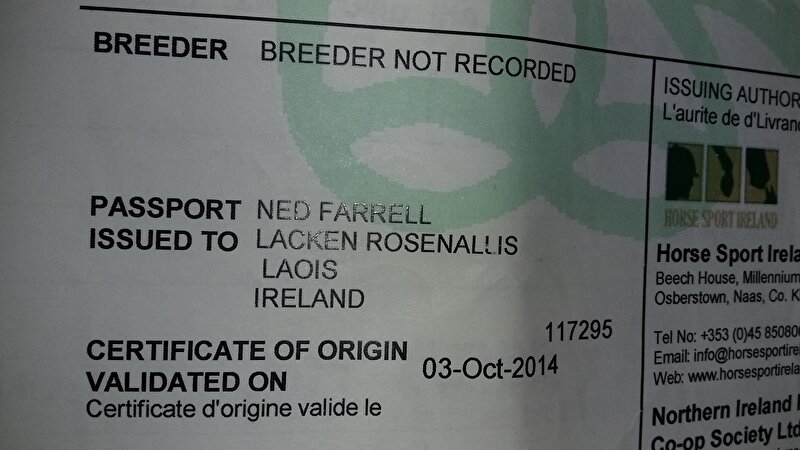 BREEDER BREEDER NOT RECORDED
PASSPORT NED FARRELL
ISSUED TO LACKEN ROSENALLIS
LAOIS
IRELAND
117295
CERTIFICATE OF ORIGIN
VALIDATED ON 03-Oct-2014
Certificate d'origine valide le
ISSUING AUTHOR
L'aurite de d'Livran
HORSE SPORT IRELAND
Horse Sport Irela
Beech House, Millennium
Osberstown, Naas, Co. K
Tel No: +353 (0)45 85080
Email: info@horsesportire
Web: www.horsesportirela
Northern Ireland
Co-op Society Ltd